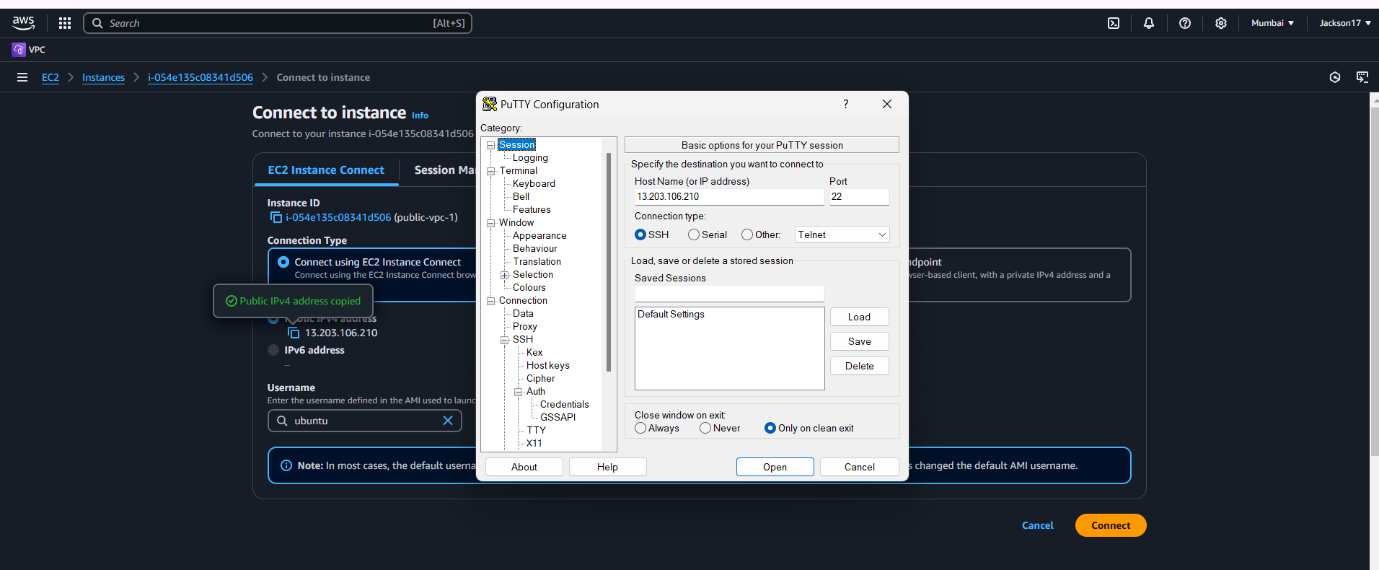 aws
Search [Alt+S] Mumbai ▼ Jackson17 ▼
VPC
EC2 > Instances > i-054e135c08341d506 > Connect to instance
Connect to instance Info
Connect to your instance i-054e135c08341d506
EC2 Instance Connect Session Ma
Instance ID
i-054e135c08341d506 (public-vpc-1)
Connection Type
Connect using EC2 Instance Connect
Connect using the EC2 Instance Connect brow
ndpoint
wser-based client, with a private IPv4 address and a
Public IPv4 address copied
Public IPv4 address
13.203.106.210
IPv6 address
–
Username
Enter the username defined in the AMI used to launc
ubuntu
Note: In most cases, the default userna
s changed the default AMI username.
Cancel Connect
PuTTY Configuration ?
Category:
Session
Logging
Terminal
Keyboard
Bell
Features
Window
Appearance
Behaviour
Translation
Selection
Colours
Connection
Data
Proxy
SSH
Kex
Host keys
Cipher
Auth
Credentials
GSSAPI
TTY
X11
Basic options for your PuTTY session
Specify the destination you want to connect to
Host Name (or IP address) Port
13.203.106.210 22
Connection type:
SSH Serial Other: Telnet
Load, save or delete a stored session
Saved Sessions
Default Settings
Load
Save
Delete
Close window on exit:
Always Never Only on clean exit
About Help Open Cancel